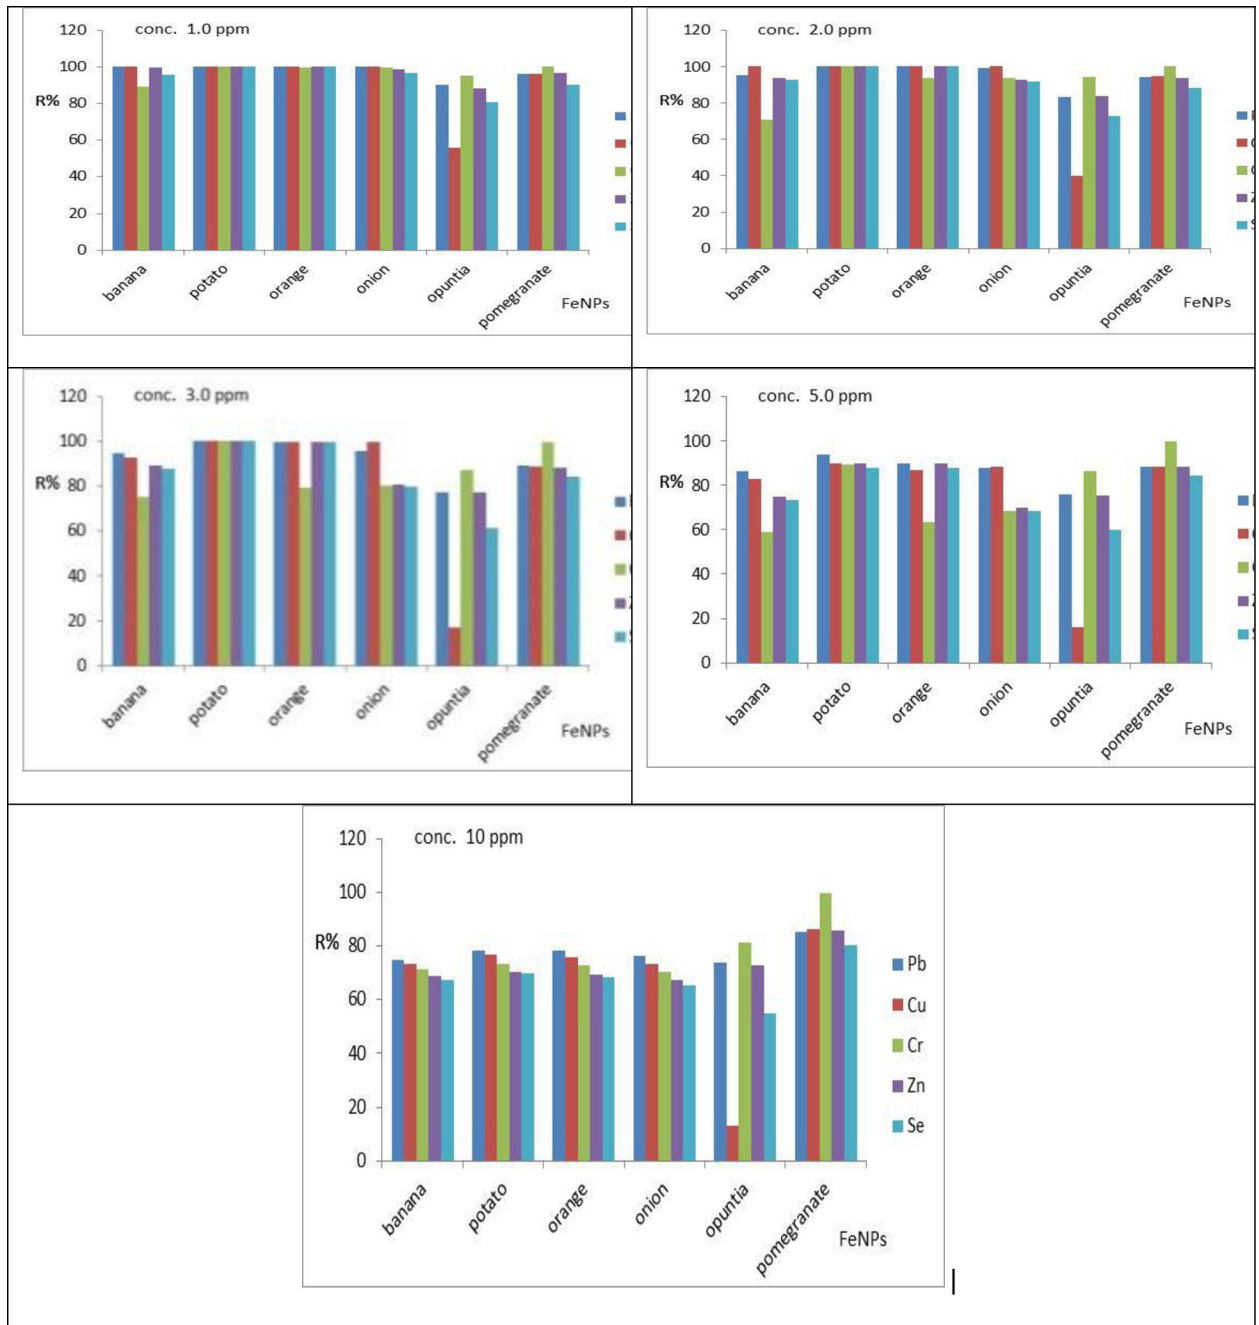 conc. 1.0 ppm
120
100
R%
80
60
40
20
0
banana
potato
orange
onion
opuntia
pomegranate
FeNPs
conc. 2.0 ppm
120
100
R%
80
60
40
20
0
banana
potato
orange
onion
opuntia
pomegranate
FeNPs
conc. 3.0 ppm
120
100
R%
80
60
40
20
0
banana
potato
orange
onion
opuntia
pomegranate
FeNPs
conc. 5.0 ppm
120
100
R%
80
60
40
20
0
banana
potato
orange
onion
opuntia
pomegranate
FeNPs
conc. 10 ppm
120
100
R%
80
60
40
20
0
banana
potato
orange
onion
opuntia
pomegranate
FeNPs
Pb
Cu
Cr
Zn
Se